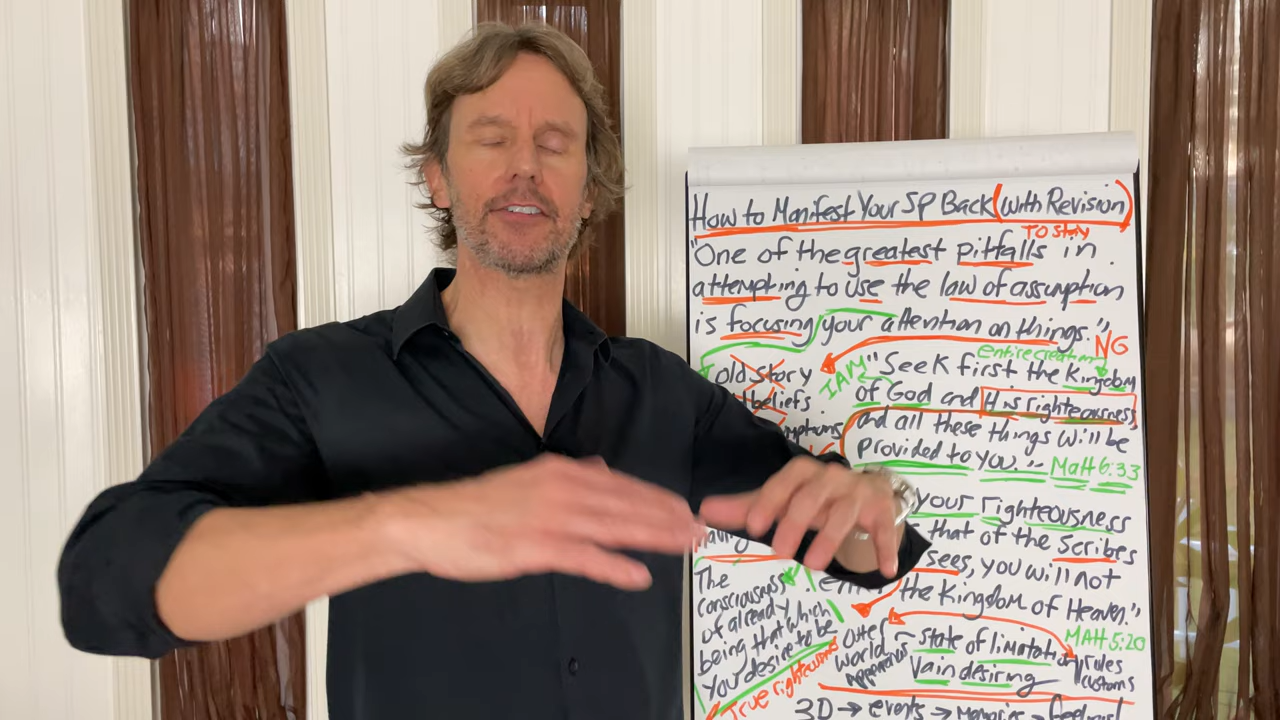 How to Manifest Your SP Back (with Revision)
To stay
"One of the greatest pitfalls in
attempting to use the law of assumption
is focusing your attention on things."
NG
entire creation
old story
beliefs
I AM
"Seek first the Kingdom
of God and His righteousness,
and all these things will be
provided to you." Matt 6:33
your righteousness
that of the Scribes
sees, you will not
the Kingdom of Heaven."
Matt 5:20
having
The
consciousness
of already
being that which
you desire to be
True righteousness
Outer
world
state of limitation
Vain desiring
rules
customs
3D → events → memories → feelings